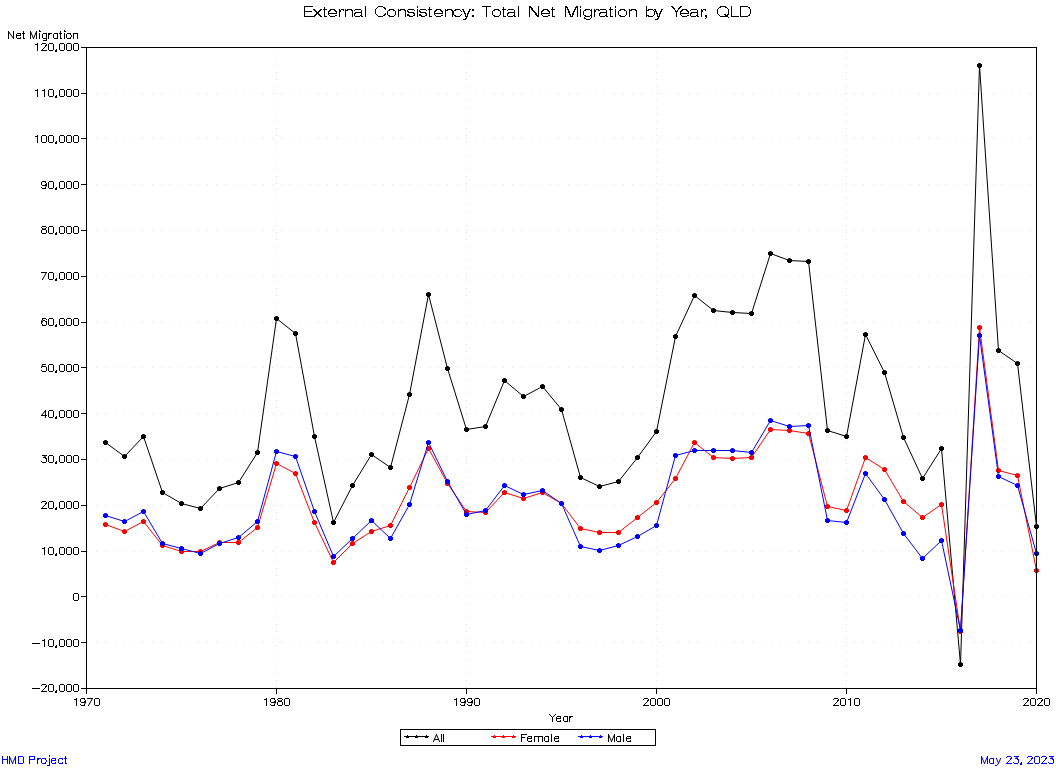 External Consistency: Total Net Migration by Year, QLD
Net Migration
120,000
110,000
100,000
90,000
80,000
70,000
60,000
50,000
40,000
30,000
20,000
10,000
0
−10,000
−20,000
1970 1980 1990 2000 2010 2020
Year
All Female Male
HMD Project May 23, 2023